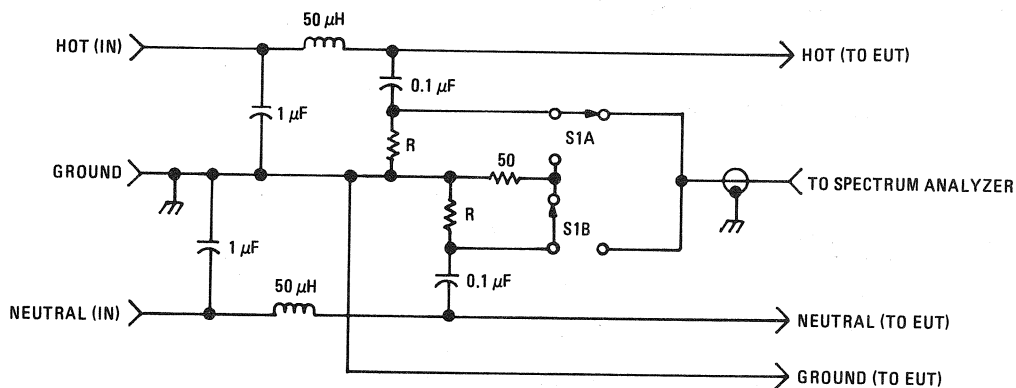 50 μH
HOT (IN)
HOT (TO EUT)
0.1 μF
1 μF
S1A
R
GROUND
50
TO SPECTRUM ANALYZER
R
S1B
1 μF
0.1 μF
50 μH
NEUTRAL (IN)
NEUTRAL (TO EUT)
GROUND (TO EUT)